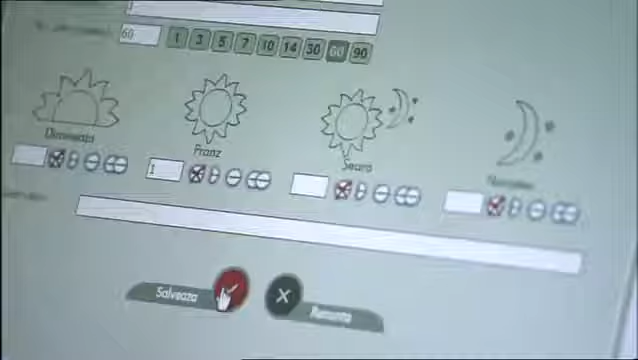 60 1 3 5 7 10 14 30 60 90
Dimineata Pranz Seara
1
Salveaza Renunta